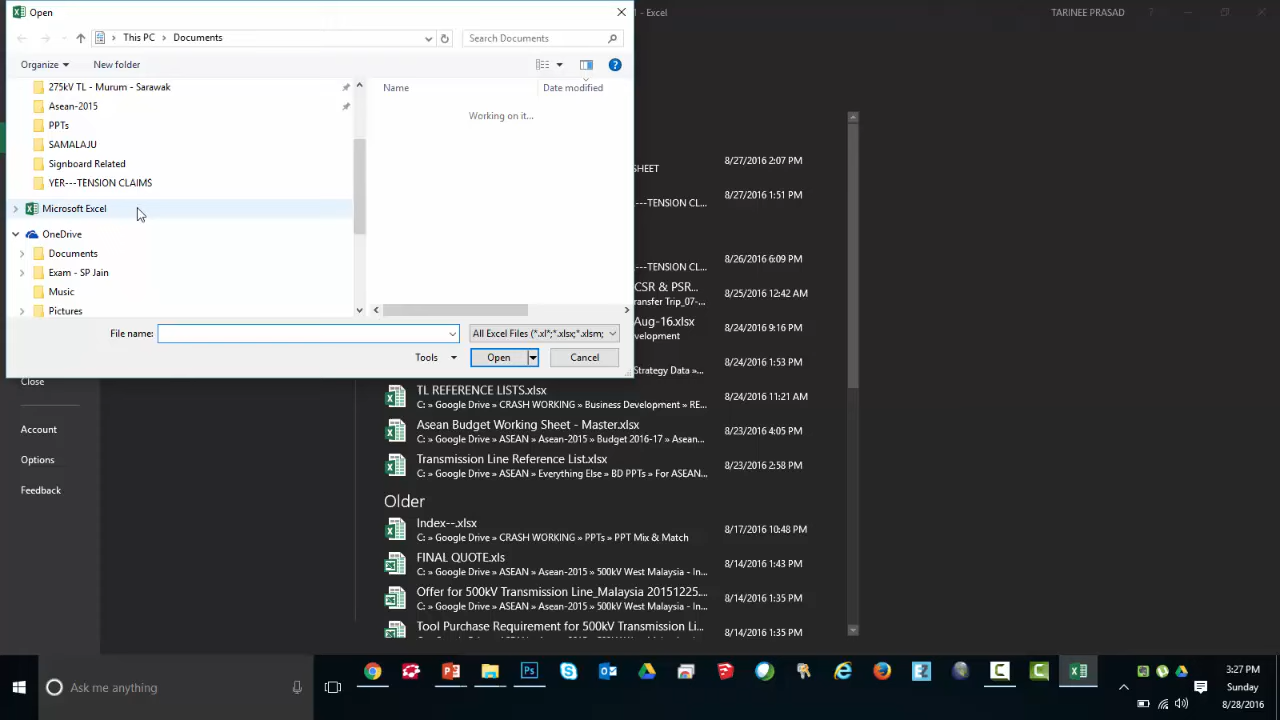 Open
1 - Excel
TARINEE PRASAD
?
This PC > Documents
Search Documents
Organize
New folder
?
275kV TL - Murum - Sarawak
Asean-2015
PPTs
SAMALAJU
Signboard Related
YER---TENSION CLAIMS
Microsoft Excel
OneDrive
Documents
Exam - SP Jain
Music
Pictures
Name
Date modified
Working on it...
File name:
All Excel Files (*.xl*;*.xlsx;*.xlsm;
Tools
Open
Cancel
Close
Account
Options
Feedback
8/27/2016 2:07 PM
SHEET
8/27/2016 1:51 PM
---TENSION CL...
8/26/2016 6:09 PM
---TENSION CL...
CSR & PSR...
8/25/2016 12:42 AM
ransfer Trip_07-
Aug-16.xlsx
8/24/2016 9:16 PM
evelopment
8/24/2016 1:53 PM
Strategy Data »...
TL REFERENCE LISTS.xlsx
8/24/2016 11:21 AM
C: » Google Drive » CRASH WORKING » Business Development » RE...
Asean Budget Working Sheet - Master.xlsx
8/23/2016 4:05 PM
C: » Google Drive » ASEAN » Asean-2015 » Budget 2016-17 » Asean...
Transmission Line Reference List.xlsx
8/23/2016 2:58 PM
C: » Google Drive » ASEAN » Everything Else » BD PPTs » For ASEAN...
Older
Index--.xlsx
8/17/2016 10:48 PM
C: » Google Drive » CRASH WORKING » PPTs » PPT Mix & Match
FINAL QUOTE.xls
8/14/2016 1:43 PM
C: » Google Drive » ASEAN » Asean-2015 » 500kV West Malaysia - In...
Offer for 500kV Transmission Line_Malaysia 20151225....
8/14/2016 1:35 PM
C: » Google Drive » ASEAN » Asean-2015 » 500kV West Malaysia - In...
Tool Purchase Requirement for 500kV Transmission Li...
8/14/2016 1:35 PM
Ask me anything
3:27 PM
Sunday
8/28/2016